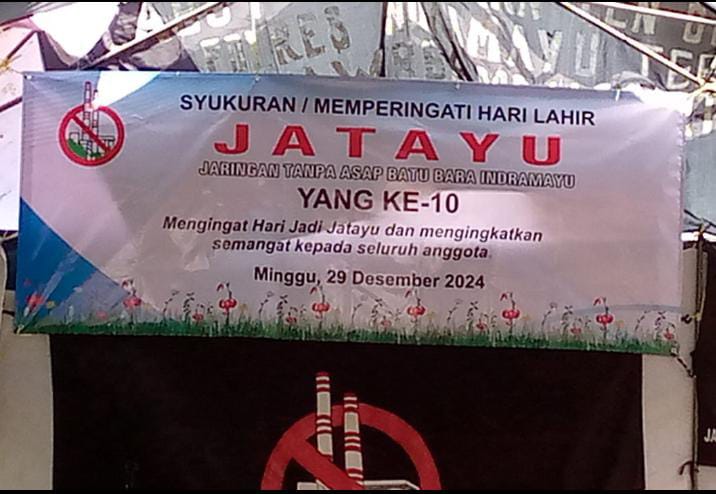 SYUKURAN / MEMPERINGATI HARI LAHIR
JATAYU
JARINGAN TANPA ASAP BATU BARA INDRAMAYU
YANG KE-10
Mengingat Hari Jadi Jatayu dan mengingkatkan
semangat kepada seluruh anggota.
Minggu, 29 Desember 2024